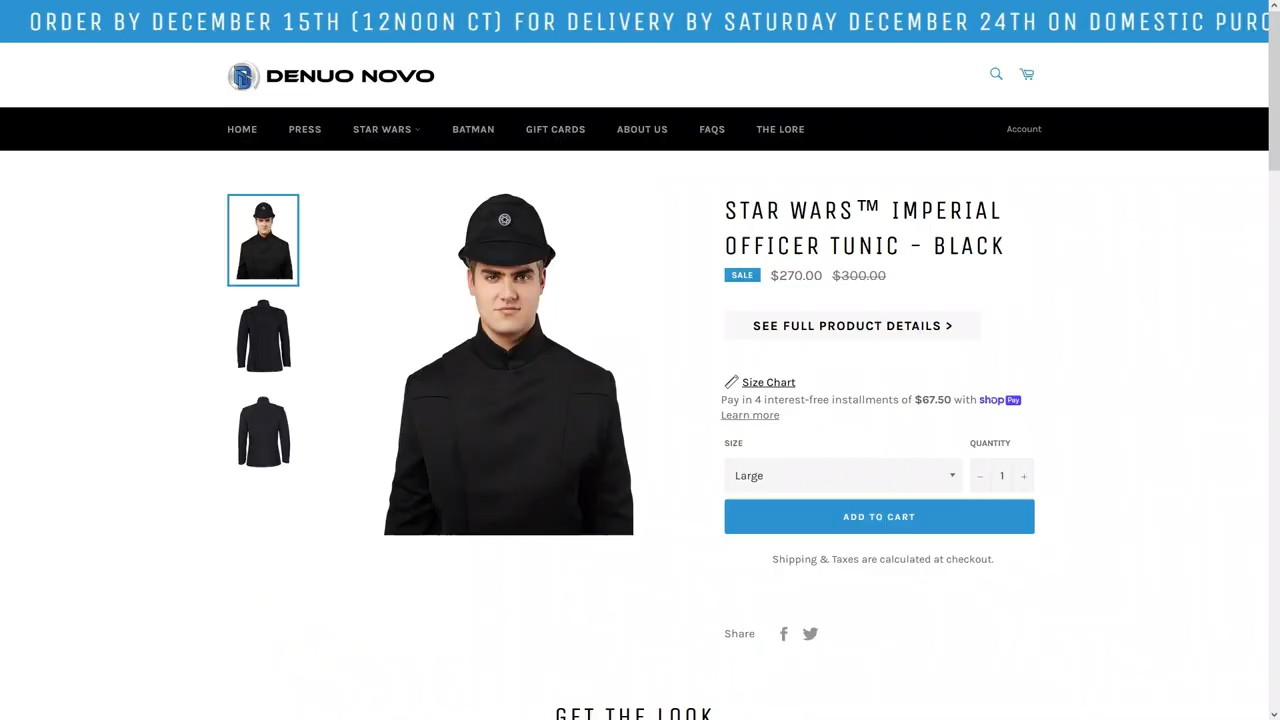 ORDER BY DECEMBER 15TH (12NOON CT) FOR DELIVERY BY SATURDAY DECEMBER 24TH ON DOMESTIC
DENUO NOVO
HOME PRESS STAR WARS BATMAN GIFT CARDS ABOUT US FAQS THE LORE Account
STAR WARS™ IMPERIAL
OFFICER TUNIC - BLACK
SALE $270.00 $300.00
SEE FULL PRODUCT DETAILS >
Size Chart
Pay in 4 interest-free installments of $67.50 with shop Pay
Learn more
SIZE QUANTITY
Large − 1 +
ADD TO CART
Shipping & Taxes are calculated at checkout.
Share
GET THE LOOK